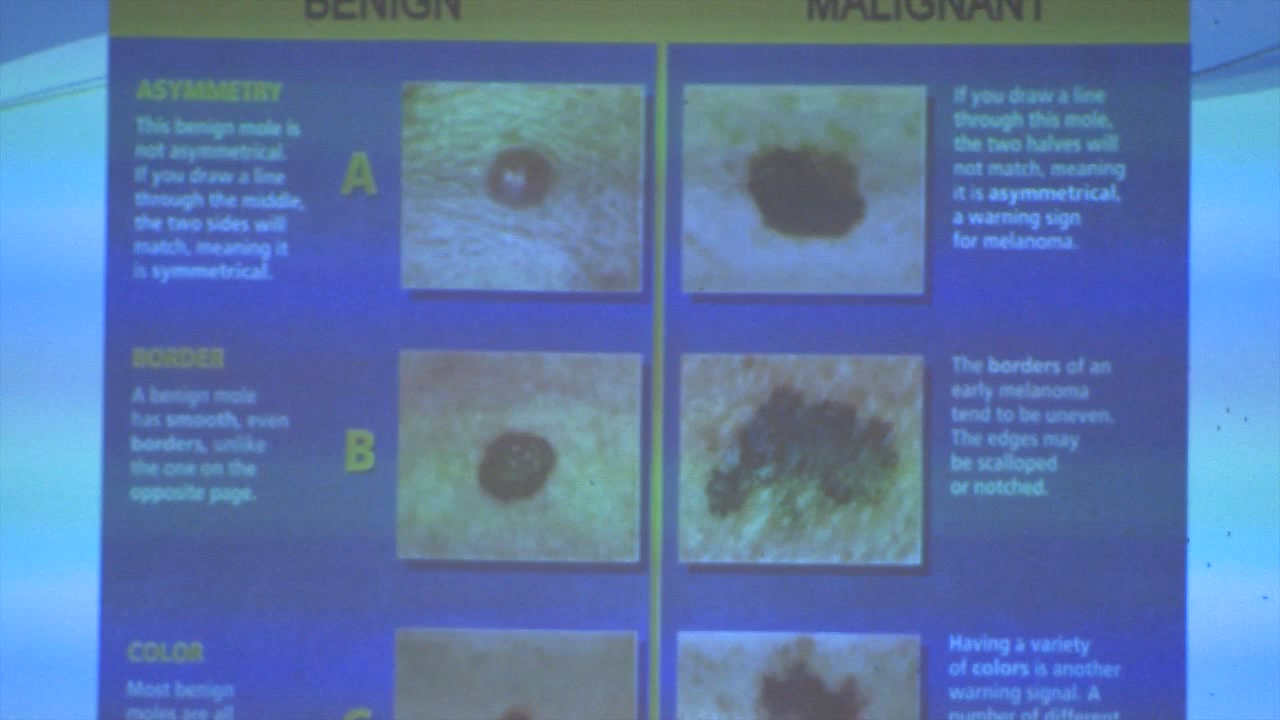 BENIGN
MALIGNANT
ASYMMETRY
This benign mole is
not asymmetrical.
If you draw a line
through the middle,
the two sides will
match, meaning it
is symmetrical.
A
If you draw a line
through this mole,
the two halves will
not match, meaning
it is asymmetrical,
a warning sign
for melanoma.
BORDER
A benign mole
has smooth, even
borders, unlike
the one on the
opposite page.
B
The borders of an
early melanoma
tend to be uneven.
The edges may
be scalloped
or notched.
COLOR
Most benign
moles are all
C
Having a variety
of colors is another
warning signal. A
number of different